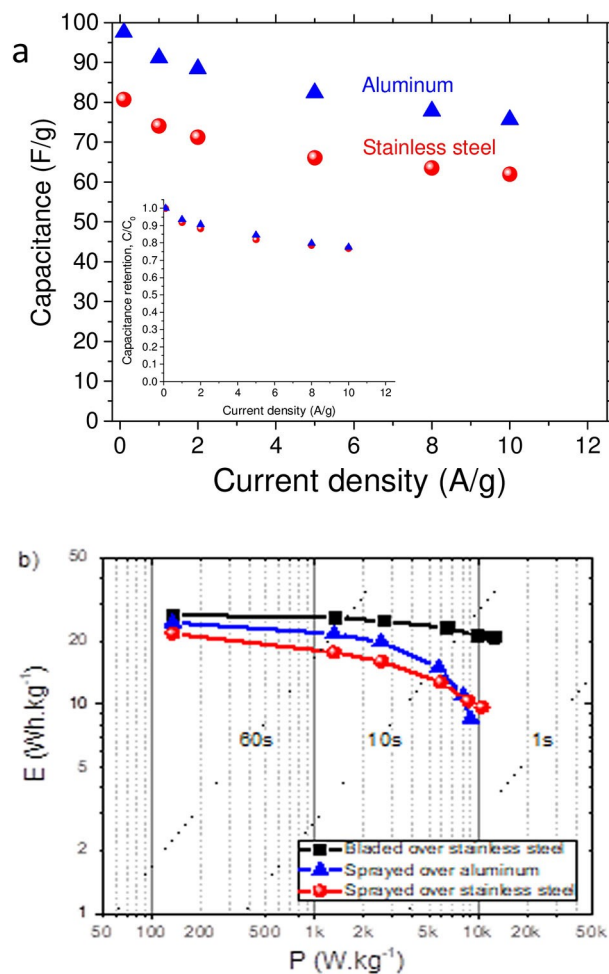 a
100
90
80
70
60
50
40
30
20
10
0
Capacitance (F/g)
Aluminum
Stainless steel
1.0
0.9
0.8
0.7
0.6
0.5
0.4
0.3
0.2
0.1
0.0
Capacitance retention, C/C0
0 2 4 6 8 10 12
Current density (A/g)
0 2 4 6 8 10 12
Current density (A/g)
b)
50
20
10
5
2
1
E (Wh.kg-1)
60s 10s 1s
Bladed over stainless steel
Sprayed over aluminum
Sprayed over stainless steel
50 100 200 500 1k 2k 5k 10k 20k 50k
P (W.kg-1)